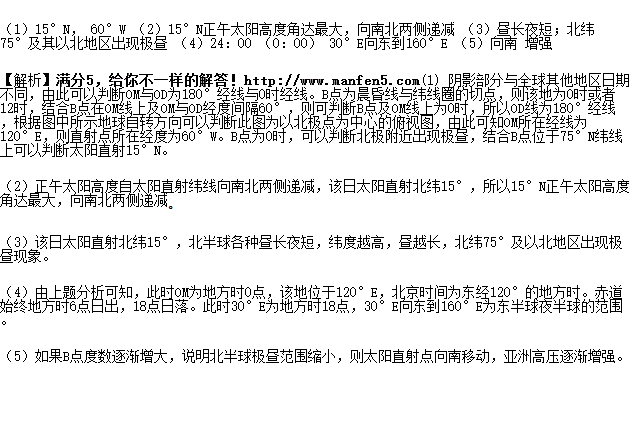 （1）15°N， 60°W （2）15°N正午太阳高度角达最大，向南北两侧递减 （3）昼长夜短；北纬
75°及其以北地区出现极昼 （4）24：00 （0：00） 30°E向东到160°E （5）向南 增强
【解析】满分5，给你不一样的解答！http://www.manfen5.com(1) 阴影部分与全球其他地区日期
不同，由此可以判断OM与OD为180°经线与0时经线。B点为晨昏线与纬线圈的切点，则该地为0时或者
12时，结合B点在OM线上及OM与OD经度间隔60°，则可判断B点及OM线上为0时，所以OD线为180°经线
，根据图中所示地球自转方向可以判断此图为以北极点为中心的俯视图，由此可知OM所在经线为
120°E，则直射点所在经度为60°W。B点为0时，可以判断北极附近出现极昼，结合B点位于75°N纬线
上可以判断太阳直射15°N。
（2）正午太阳高度自太阳直射纬线向南北两侧递减，该日太阳直射北纬15°，所以15°N正午太阳高度
角达最大，向南北两侧递减。
（3）该日太阳直射北纬15°，北半球各种昼长夜短，纬度越高，昼越长，北纬75°及以北地区出现极
昼现象。
（4）由上题分析可知，此时OM为地方时0点，该地位于120°E，北京时间为东经120°的地方时。赤道
始终地方时6点日出，18点日落。此时30°E为地方时18点，30°E向东到160°E为东半球夜半球的范围
。
（5）如果B点度数逐渐增大，说明北半球极昼范围缩小，则太阳直射点向南移动，亚洲高压逐渐增强。